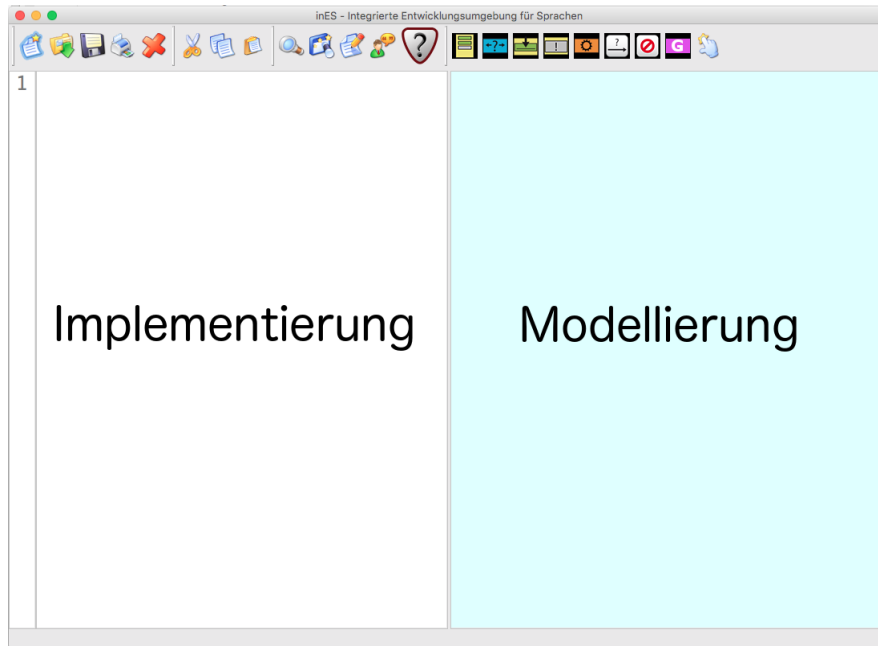 inES - Integrierte Entwicklungsumgebung für Sprachen
?
?
!
?
G
1
Implementierung
Modellierung